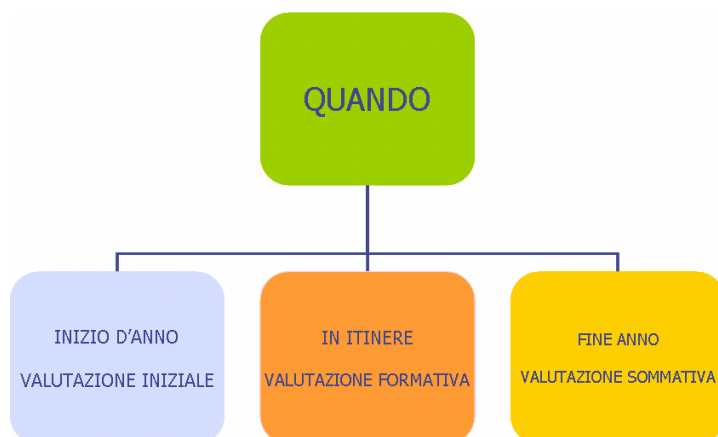 QUANDO
INIZIO D'ANNO
VALUTAZIONE INIZIALE
IN ITINERE
VALUTAZIONE FORMATIVA
FINE ANNO
VALUTAZIONE SOMMATIVA